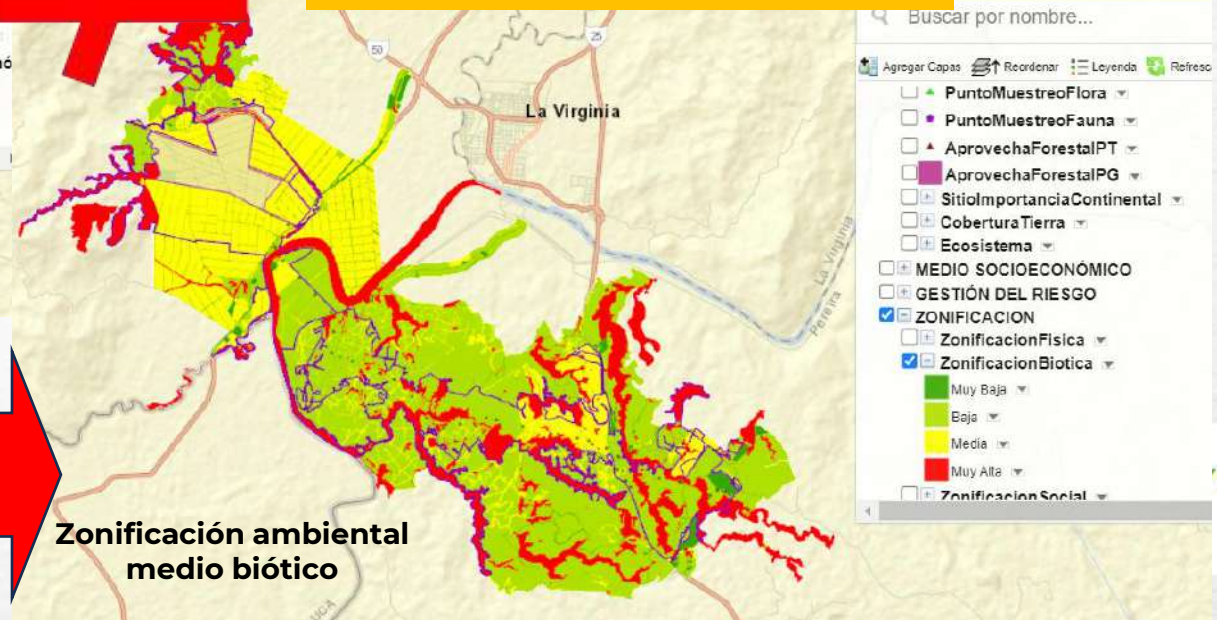 Buscar por nombre...
Agregar Capas Reordenar Leyenda Refresc
PuntoMuestreoFlora
PuntoMuestreoFauna
AprovechaForestalPT
AprovechaForestalPG
SitioImportanciaContinental
CoberturaTierra
Ecosistema
MEDIO SOCIOECONÓMICO
GESTIÓN DEL RIESGO
ZONIFICACION
ZonificacionFisica
ZonificacionBiotica
Muy Baja
Baja
Media
Muy Alta
ZonificacionSocial
50
25
La Virginia
La Virginia
Pereira
UCA
Zonificación ambiental
medio biótico